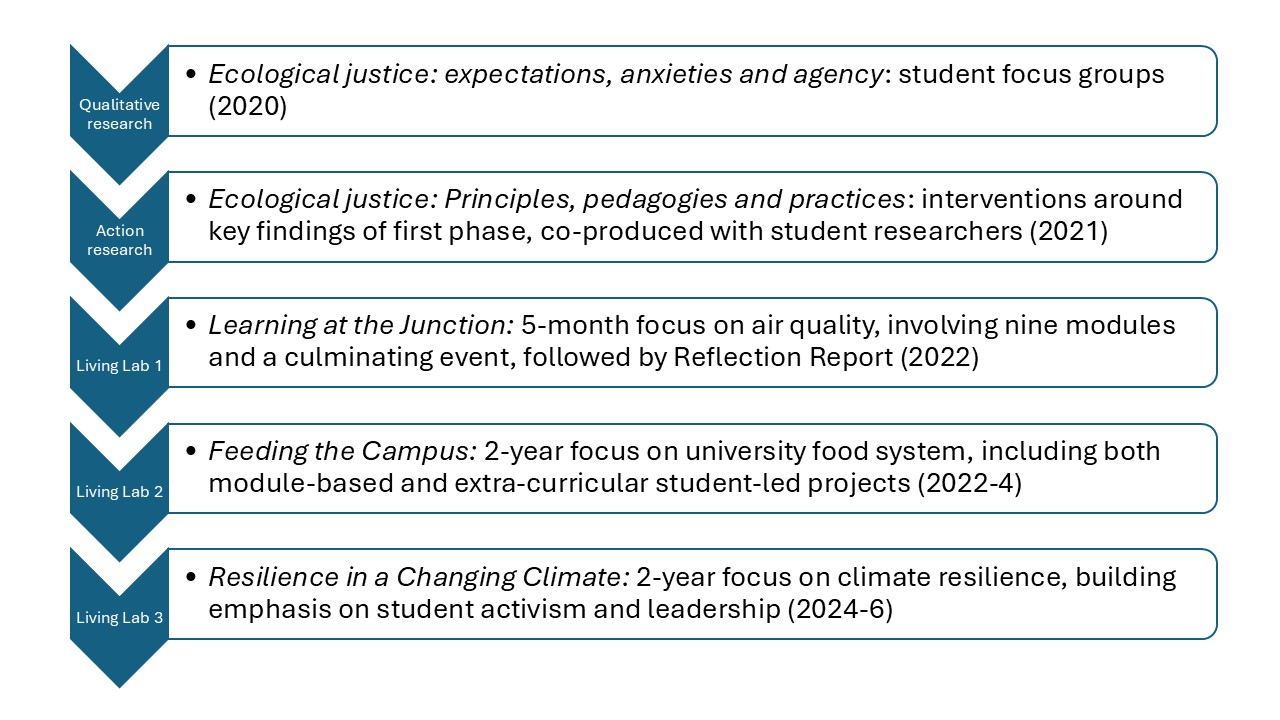 Qualitative
research
• Ecological justice: expectations, anxieties and agency: student focus groups
(2020)
Action
research
• Ecological justice: Principles, pedagogies and practices: interventions around
key findings of first phase, co-produced with student researchers (2021)
Living Lab 1
• Learning at the Junction: 5-month focus on air quality, involving nine modules
and a culminating event, followed by Reflection Report (2022)
Living Lab 2
• Feeding the Campus: 2-year focus on university food system, including both
module-based and extra-curricular student-led projects (2022-4)
Living Lab 3
• Resilience in a Changing Climate: 2-year focus on climate resilience, building
emphasis on student activism and leadership (2024-6)